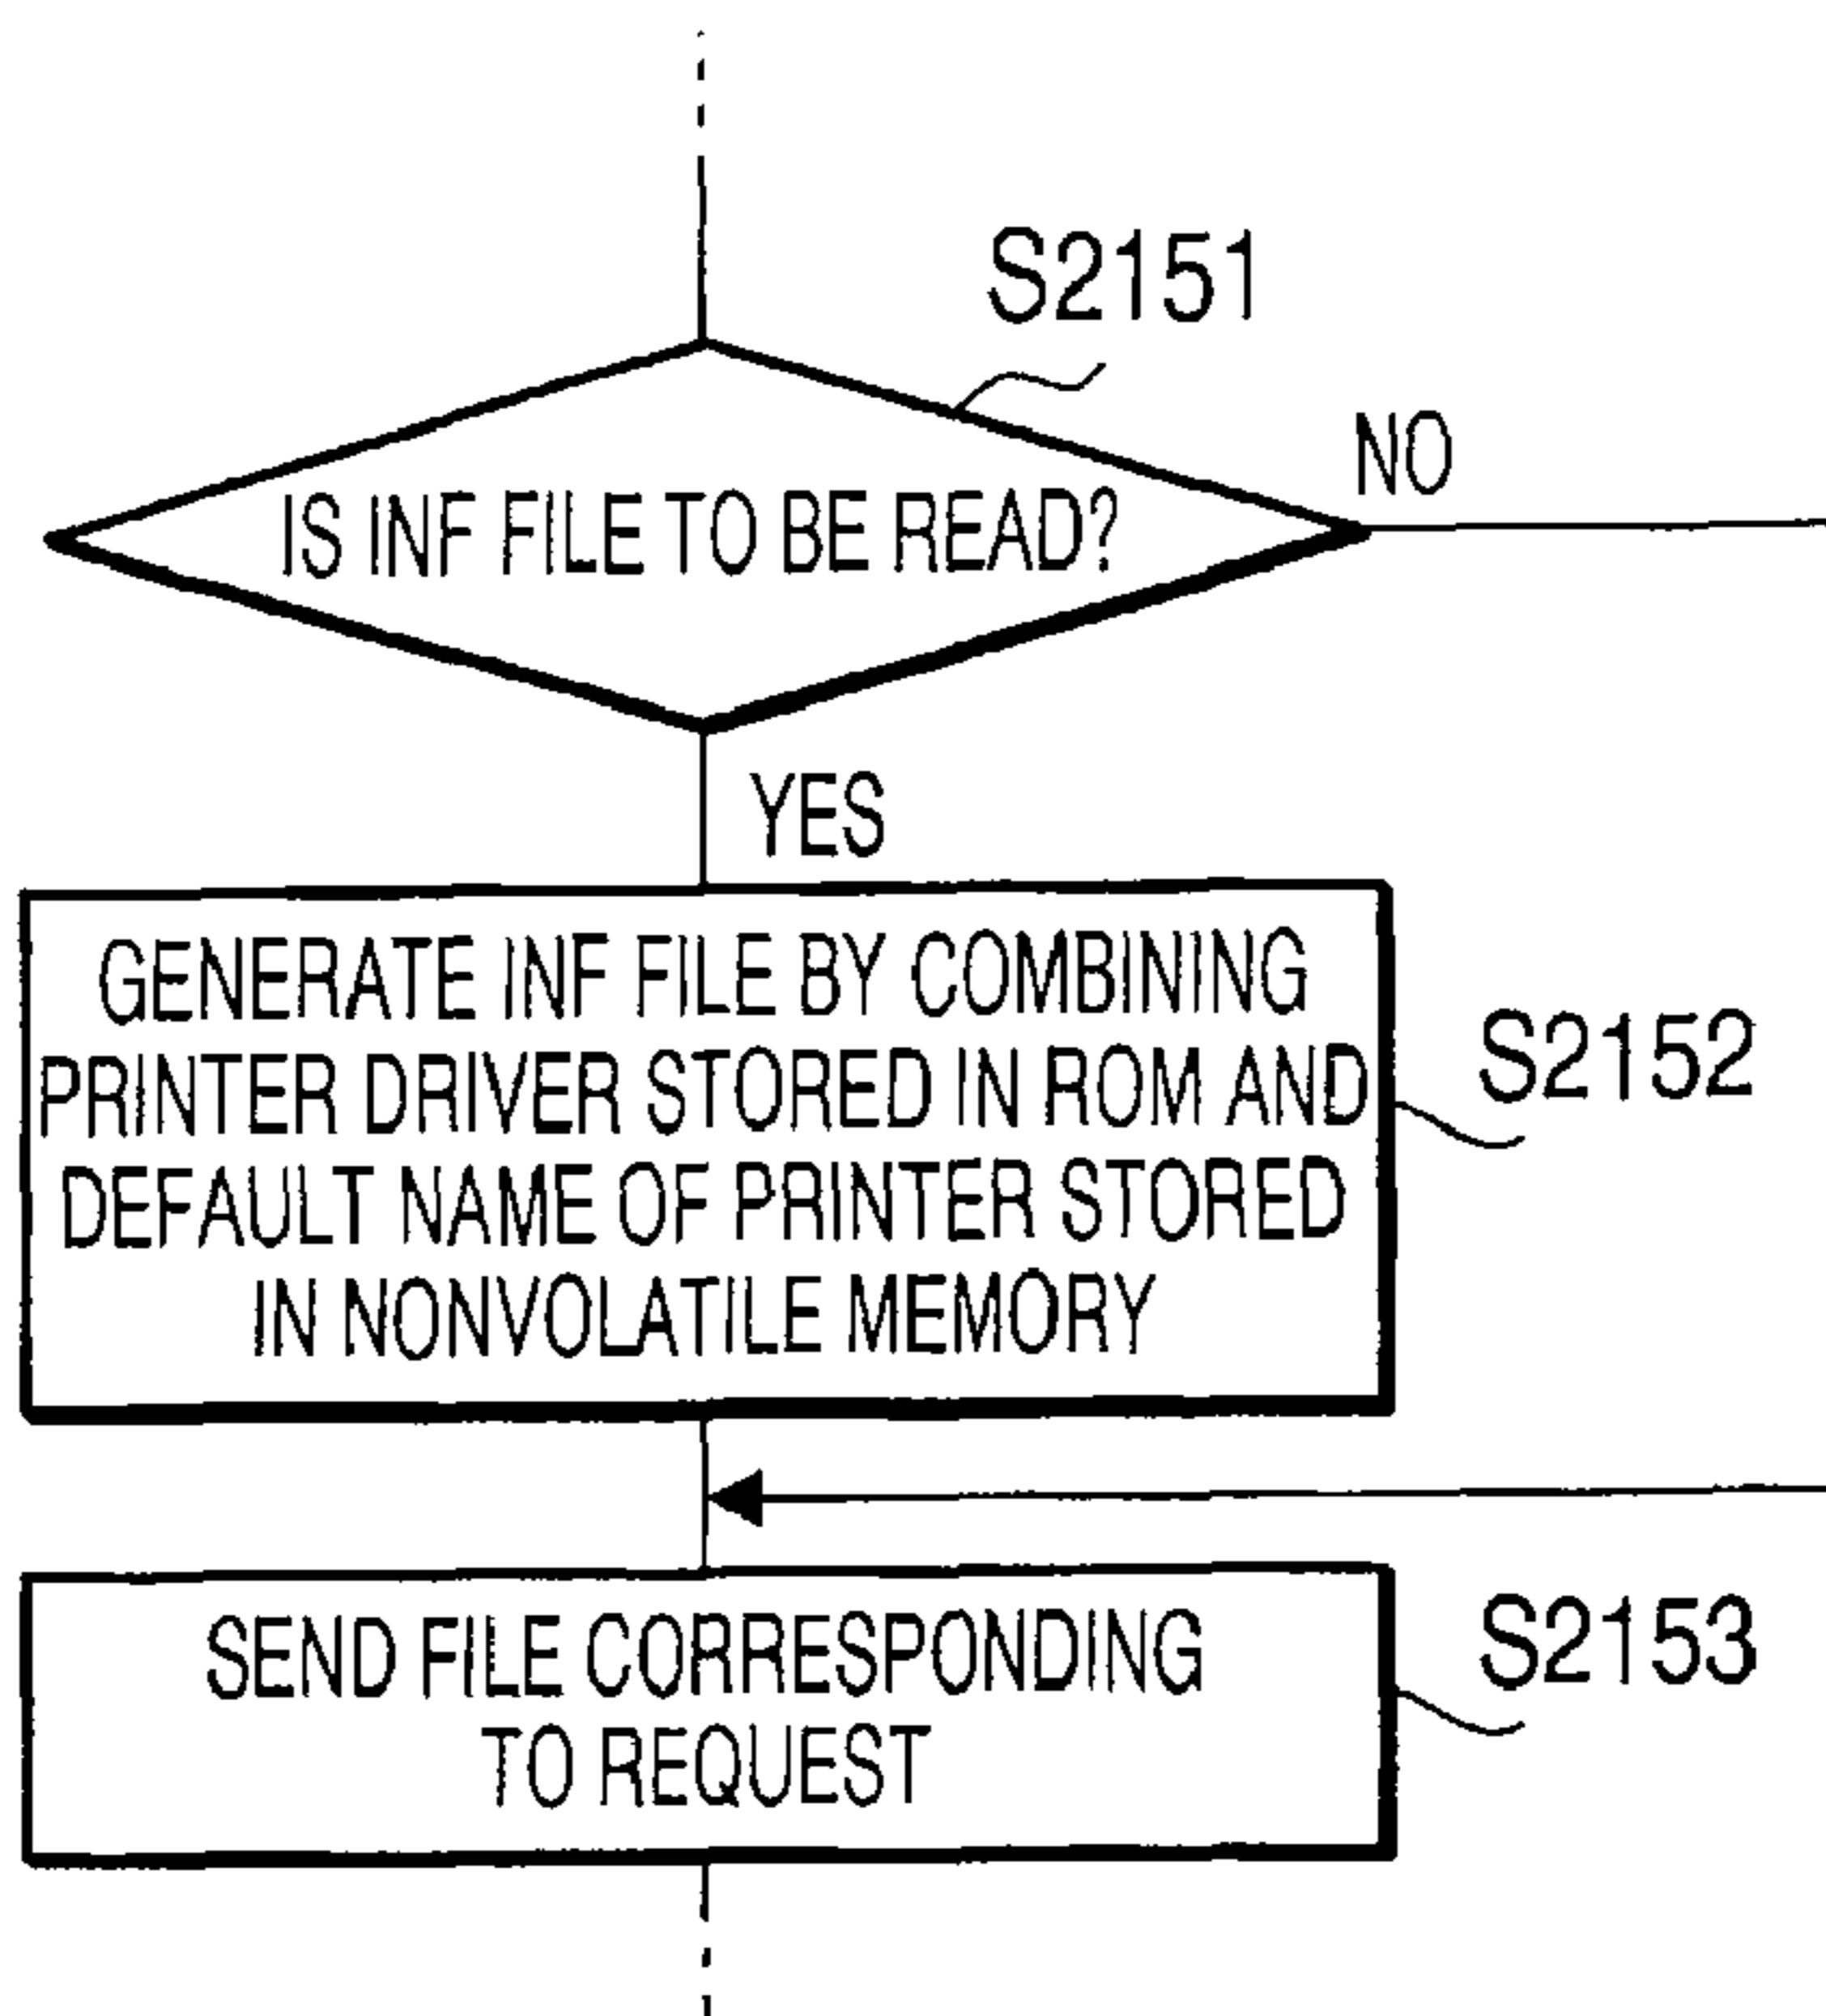 S2151
NO
IS INF FILE TO BE READ?
YES
GENERATE INF FILE BY COMBINING
PRINTER DRIVER STORED IN ROM AND
DEFAULT NAME OF PRINTER STORED
IN NONVOLATILE MEMORY
S2152
SEND FILE CORRESPONDING
TO REQUEST
S2153